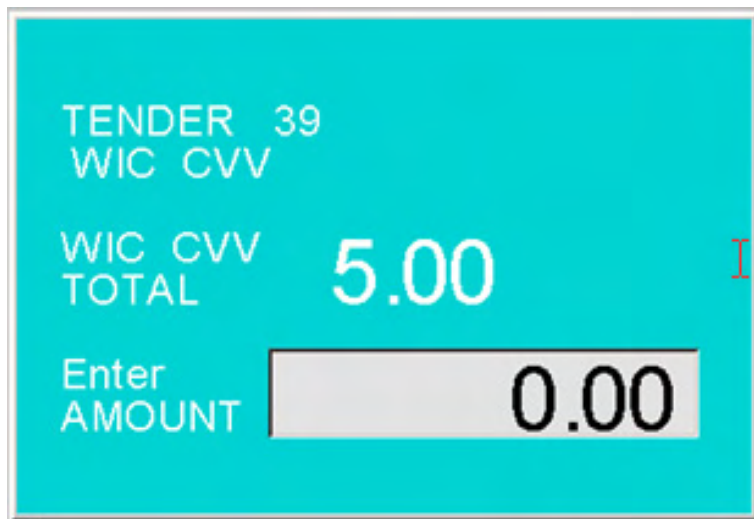 TENDER 39
WIC CVV
WIC CVV
TOTAL 5.00
Enter
AMOUNT 0.00